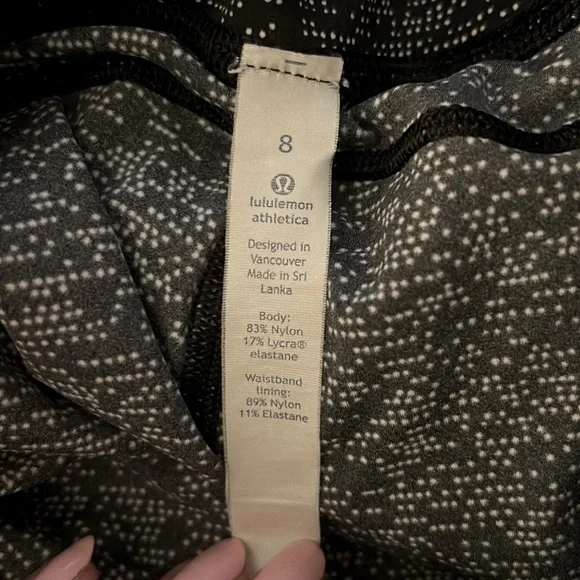 8
lululemon
athletica
Designed in
Vancouver
Made in Sri
Lanka
Body:
83% Nylon
17% Lycra®
elastane
Waistband
lining:
89% Nylon
11% Elastane